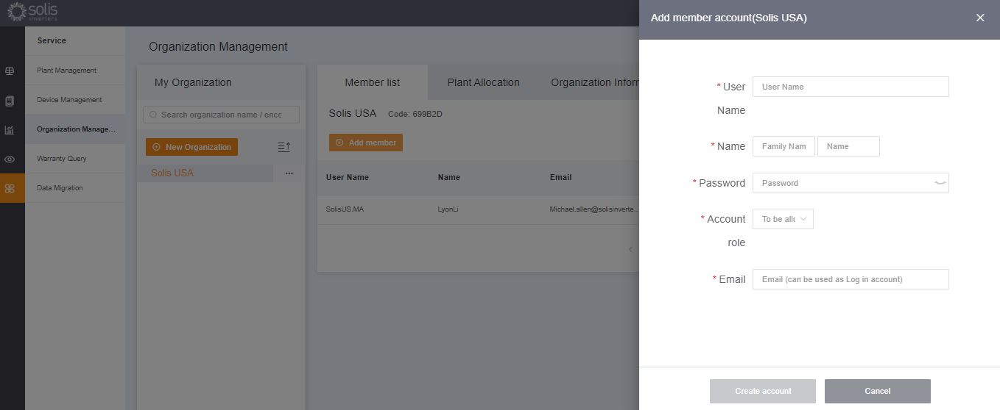 solis
inverters
Add member account(Solis USA)
Service
Plant Management
Device Management
Organization Manage...
Warranty Query
Data Migration
Organization Management
My Organization
Search organization name / enco
New Organization
Solis USA
...
Member list
Plant Allocation
Organization Inforr
Solis USA
Code: 699B2D
Add member
User Name
Name
Email
SolisUS.MA
LyonLi
Michael.allen@solisinverte...
* User
Name
User Name
* Name
Family Nam
Name
* Password
Password
* Account
role
To be allo
* Email
Email (can be used as Log in account)
Create account
Cancel